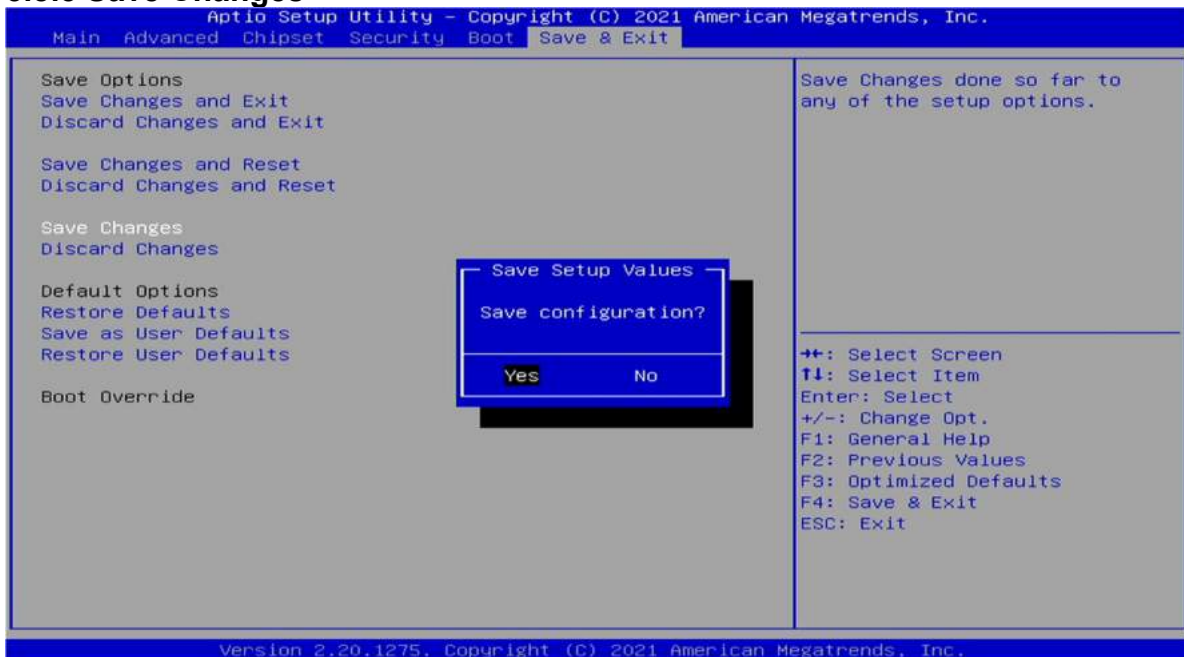 Save Changes
Aptio Setup Utility – Copyright (C) 2021 American Megatrends, Inc.
Main Advanced Chipset Security Boot Save & Exit
Save Options
Save Changes and Exit
Discard Changes and Exit
Save Changes and Reset
Discard Changes and Reset
Save Changes
Discard Changes
Default Options
Restore Defaults
Save as User Defaults
Restore User Defaults
Boot Override
Save Setup Values
Save configuration?
Yes No
Save Changes done so far to
any of the setup options.
→←: Select Screen
↑↓: Select Item
Enter: Select
+/-: Change Opt.
F1: General Help
F2: Previous Values
F3: Optimized Defaults
F4: Save & Exit
ESC: Exit
Version 2.20.1275. Copyright (C) 2021 American Megatrends, Inc.